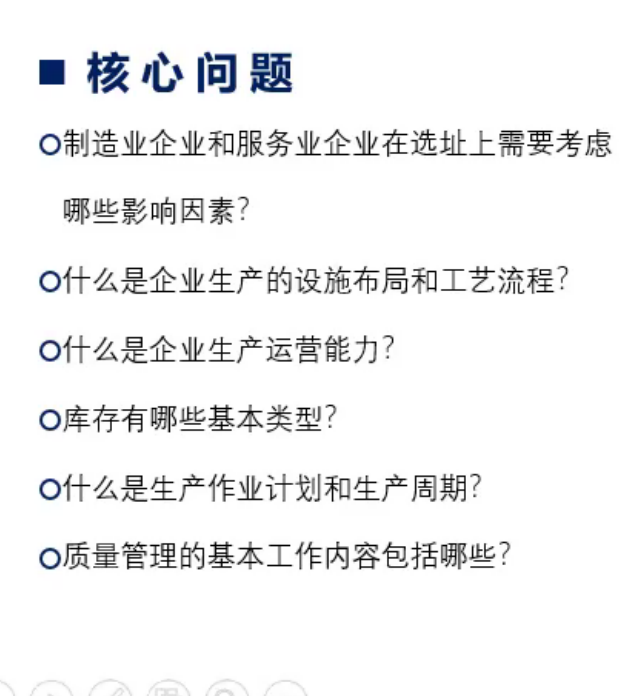 核心问题
制造业企业和服务业企业在选址上需要考虑
哪些影响因素?
什么是企业生产的设施布局和工艺流程?
什么是企业生产运营能力?
库存有哪些基本类型?
什么是生产作业计划和生产周期?
质量管理的基本工作内容包括哪些?